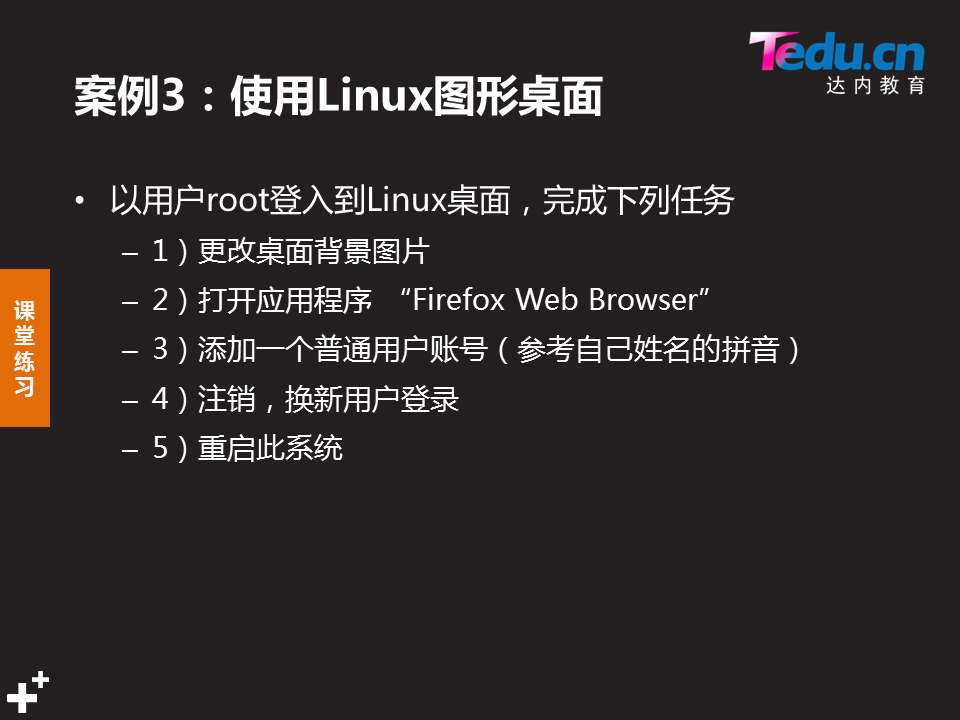 Tedu.cn
达内教育
案例3：使用Linux图形桌面
• 以用户root登入到Linux桌面，完成下列任务
– 1）更改桌面背景图片
– 2）打开应用程序 “Firefox Web Browser”
– 3）添加一个普通用户账号（参考自己姓名的拼音）
– 4）注销，换新用户登录
– 5）重启此系统
课
堂
练
习